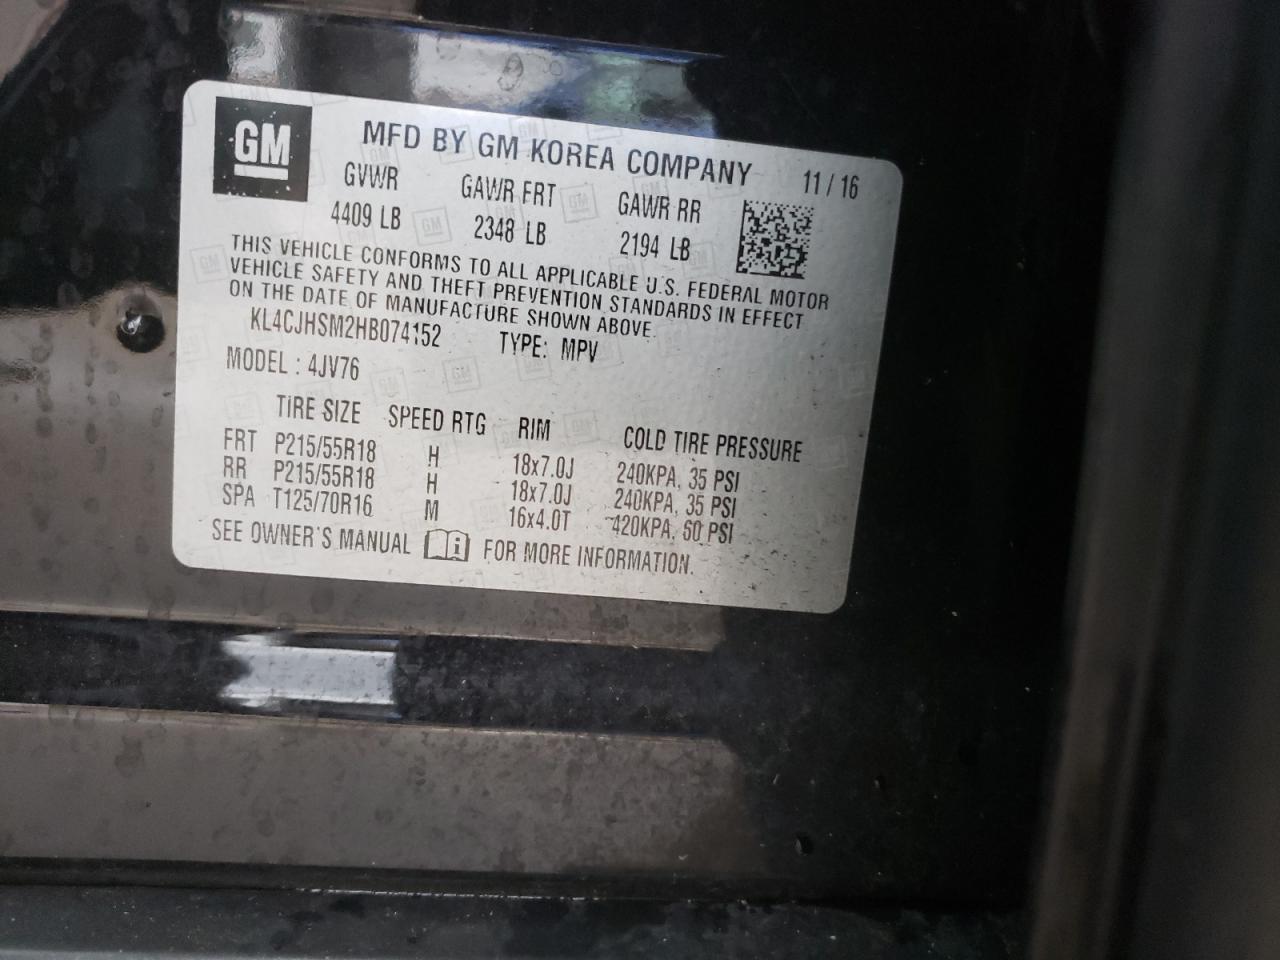 GM
MFD BY GM KOREA COMPANY 11 / 16
GVWR GAWR FRT GAWR RR
4409 LB 2348 LB 2194 LB
THIS VEHICLE CONFORMS TO ALL APPLICABLE U.S. FEDERAL MOTOR
VEHICLE SAFETY AND THEFT PREVENTION STANDARDS IN EFFECT
ON THE DATE OF MANUFACTURE SHOWN ABOVE.
KL4CJHSM2HB074152 TYPE: MPV
MODEL : 4JV76
TIRE SIZE SPEED RTG RIM COLD TIRE PRESSURE
FRT P215/55R18 H 18x7.0J 240KPA, 35 PSI
RR P215/55R18 H 18x7.0J 240KPA, 35 PSI
SPA T125/70R16 M 16x4.0T 420KPA, 60 PSI
SEE OWNER'S MANUAL i FOR MORE INFORMATION.